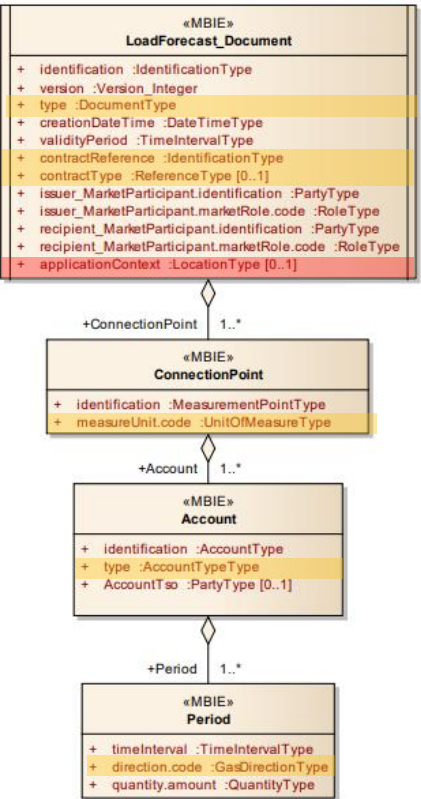 «MBIE»
LoadForecast_Document
+ identification :IdentificationType
+ version :Version_Integer
+ type :DocumentType
+ creationDateTime :DateTimeType
+ validityPeriod :TimeIntervalType
+ contractReference :IdentificationType
+ contractType :ReferenceType [0..1]
+ issuer_MarketParticipant.identification :PartyType
+ issuer_MarketParticipant.marketRole.code :RoleType
+ recipient_MarketParticipant.identification :PartyType
+ recipient_MarketParticipant.marketRole.code :RoleType
+ applicationContext :LocationType [0..1]
+ConnectionPoint 1..*
«MBIE»
ConnectionPoint
+ identification :MeasurementPointType
+ measureUnit.code :UnitOfMeasureType
+Account 1..*
«MBIE»
Account
+ identification :AccountType
+ type :AccountTypeType
+ AccountTso :PartyType [0..1]
+Period 1..*
«MBIE»
Period
+ timeInterval :TimeIntervalType
+ direction.code :GasDirectionType
+ quantity.amount :QuantityType